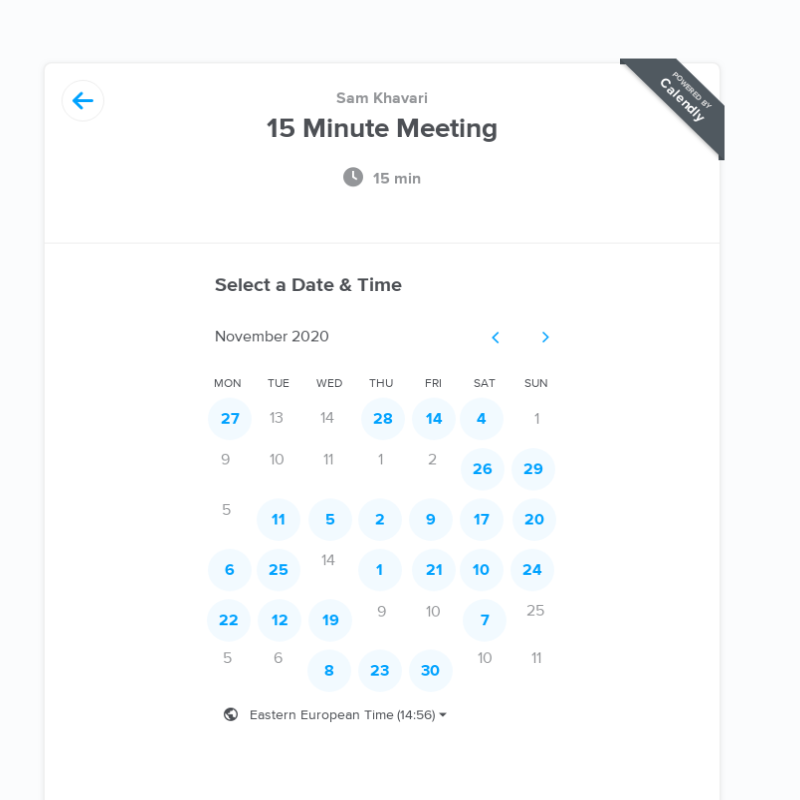 POWERED BY
Calendly
Sam Khavari
15 Minute Meeting
15 min
Select a Date & Time
November 2020
MON TUE WED THU FRI SAT SUN
27 13 14 28 14 4 1
9 10 11 1 2 26 29
5 11 5 2 9 17 20
6 25 14 1 21 10 24
22 12 19 9 10 7 25
5 6 8 23 30 10 11
Eastern European Time (14:56)